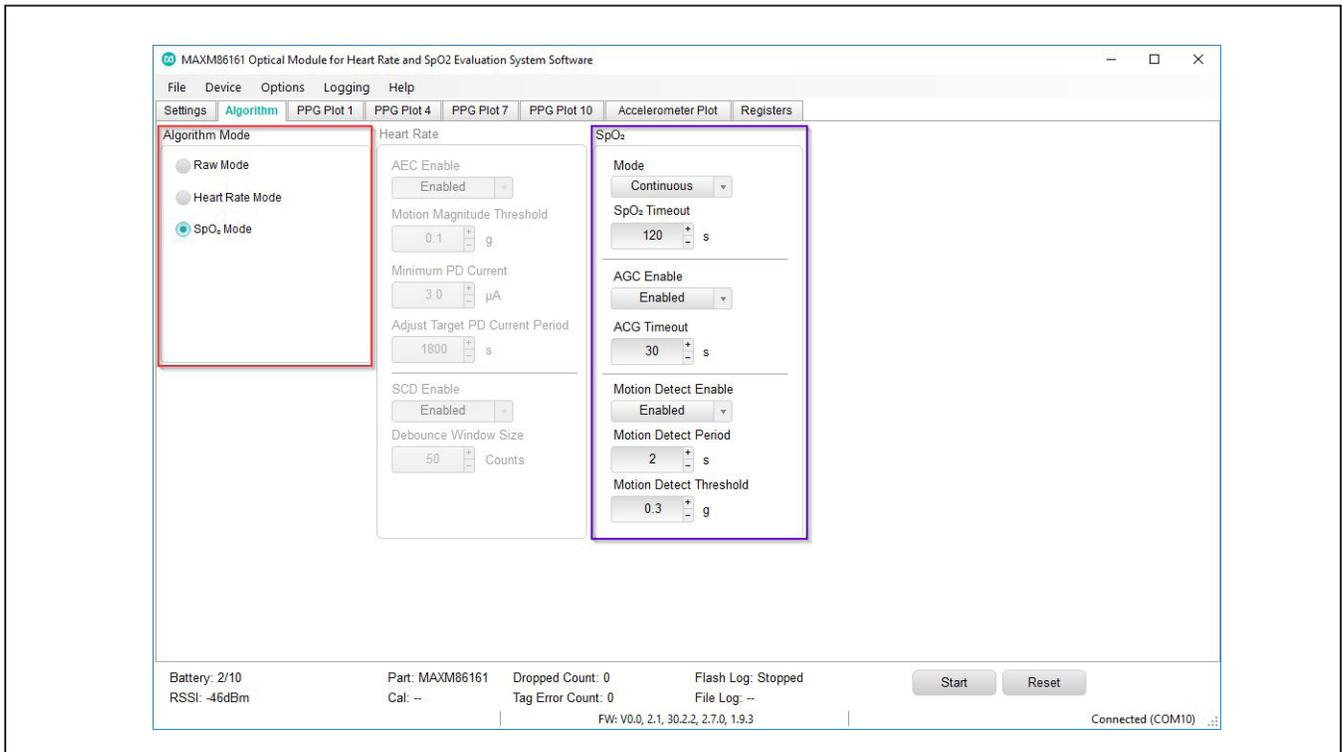 MAXM86161 Optical Module for Heart Rate and SpO2 Evaluation System Software
File Device Options Logging Help
Settings Algorithm PPG Plot 1 PPG Plot 4 PPG Plot 7 PPG Plot 10 Accelerometer Plot Registers
Algorithm Mode
Raw Mode
Heart Rate Mode
SpO₂ Mode
Heart Rate
AEC Enable
Enabled
Motion Magnitude Threshold
0.1 g
Minimum PD Current
3.0 µA
Adjust Target PD Current Period
1800 s
SCD Enable
Enabled
Debounce Window Size
50 Counts
SpO₂
Mode
Continuous
SpO₂ Timeout
120 s
AGC Enable
Enabled
ACG Timeout
30 s
Motion Detect Enable
Enabled
Motion Detect Period
2 s
Motion Detect Threshold
0.3 g
Battery: 2/10 Part: MAXM86161 Dropped Count: 0 Flash Log: Stopped Start Reset
RSSI: -46dBm Cal: -- Tag Error Count: 0 File Log: --
FW: V0.0, 2.1, 30.2.2, 2.7.0, 1.9.3 Connected (COM10)